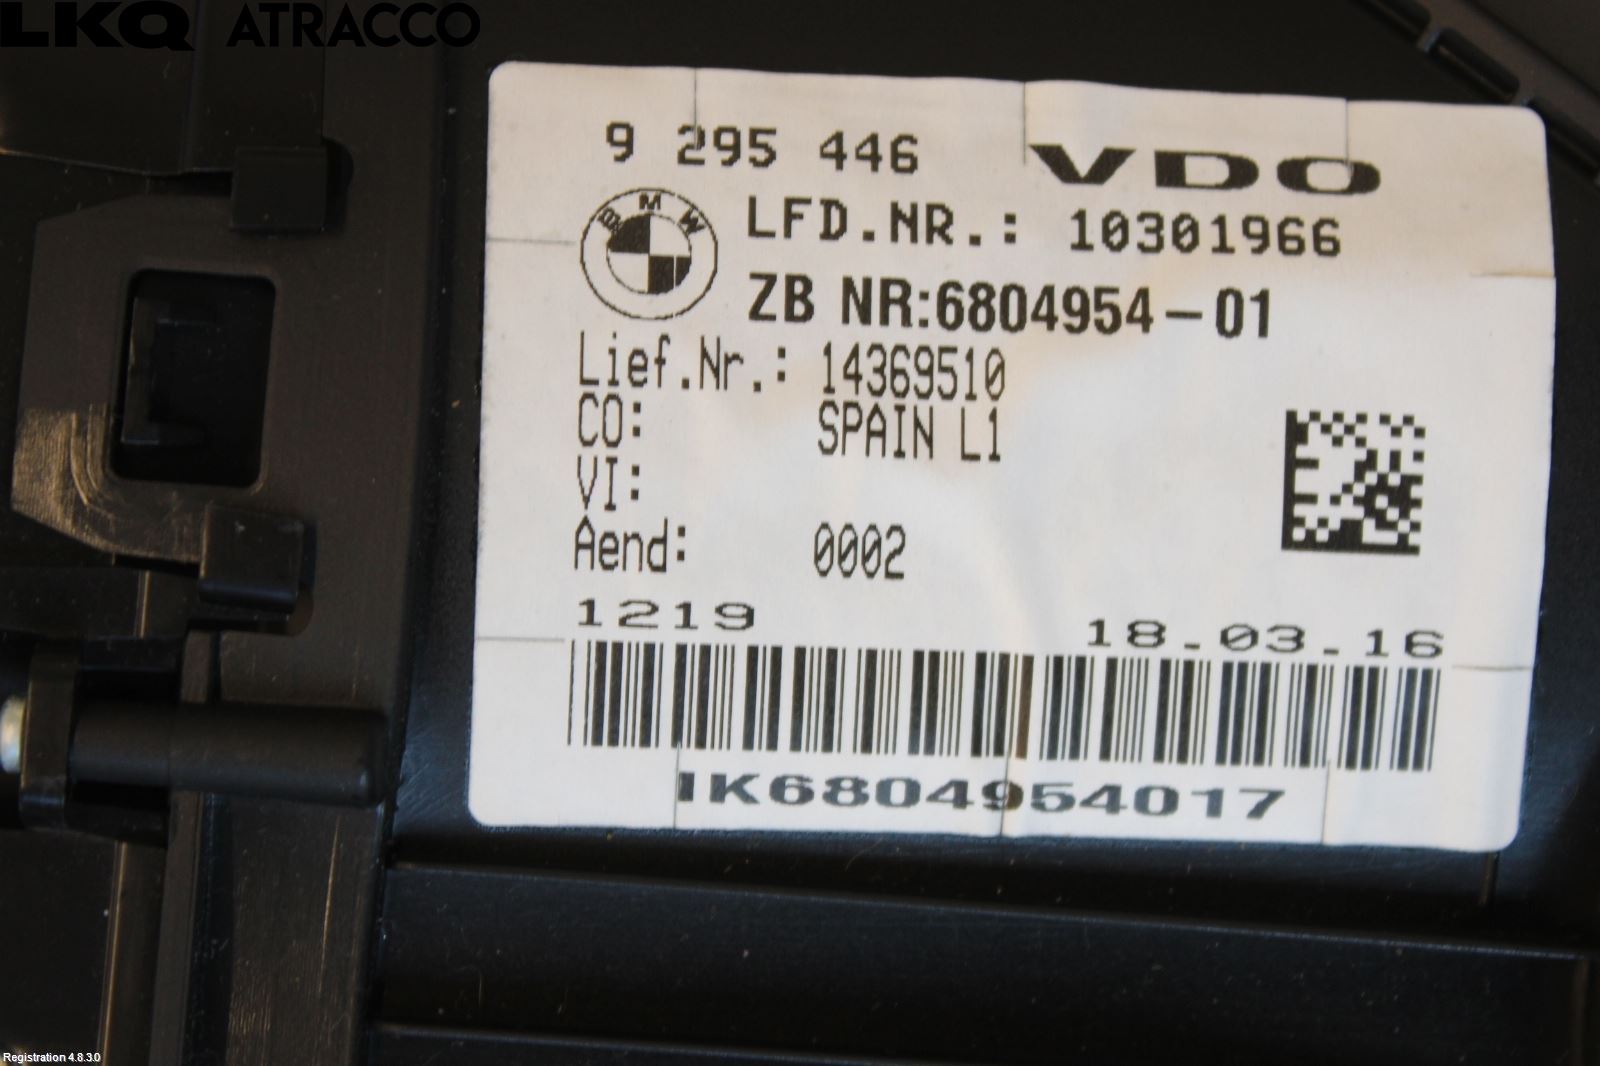 LKQ ATRACCO
9 295 446 VDO
BMW
LFD.NR.: 10301966
ZB NR:6804954-01
Lief.Nr.: 14369510
CO: SPAIN L1
VI:
Aend: 0002
1219 18.03.16
1K6804954017
Registration 4.8.3.0